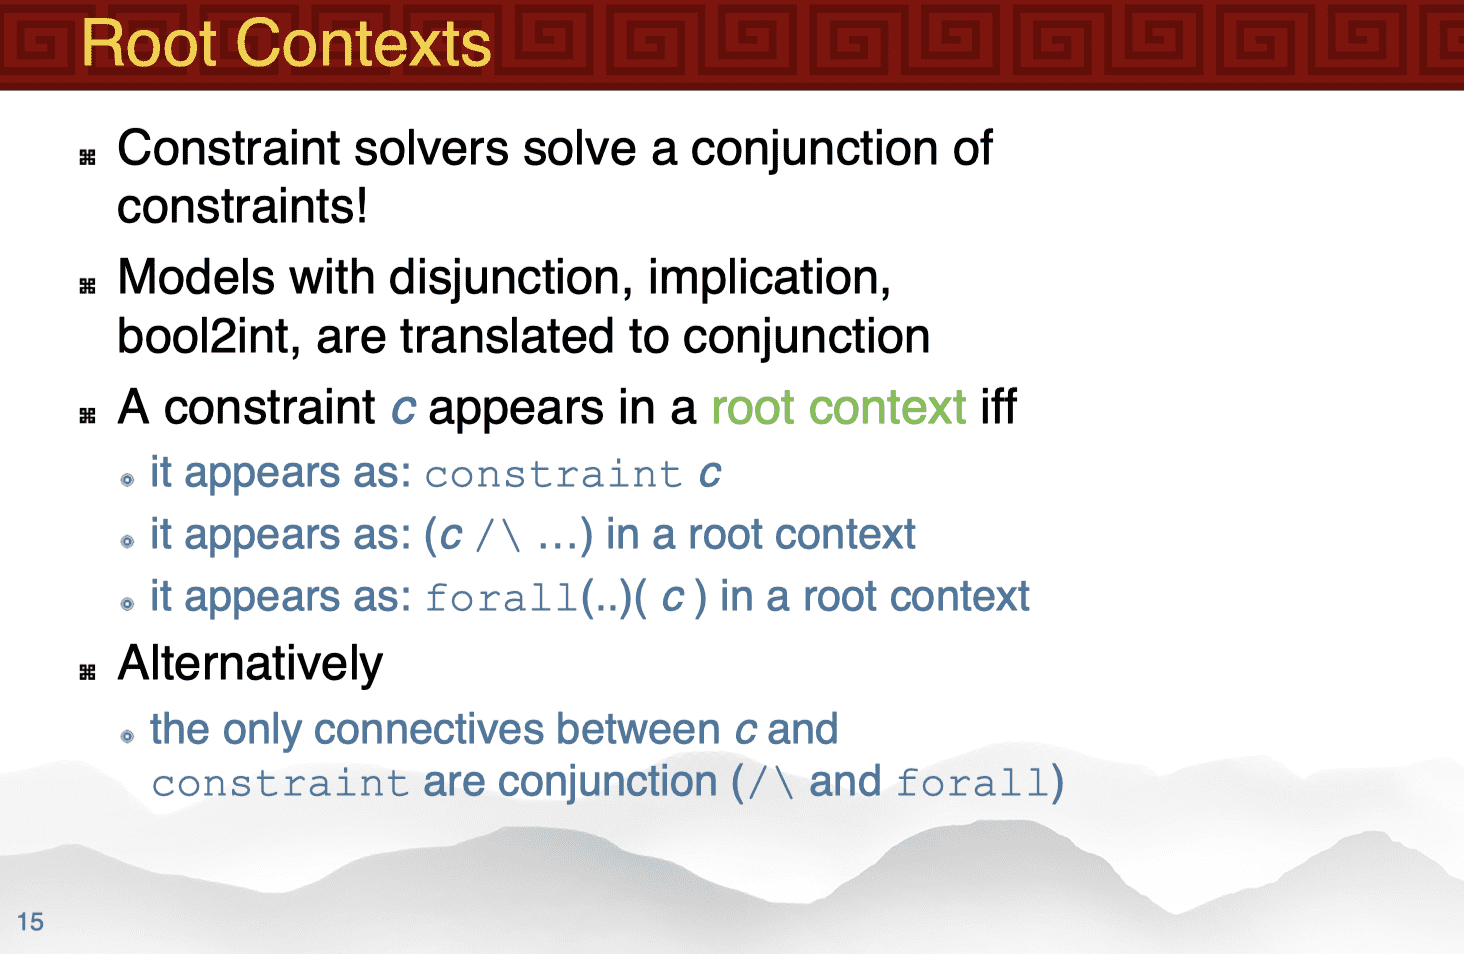 Root Contexts
⌘ Constraint solvers solve a conjunction of
constraints!
⌘ Models with disjunction, implication,
bool2int, are translated to conjunction
⌘ A constraint c appears in a root context iff
it appears as: constraint c
it appears as: (c /\ …) in a root context
it appears as: forall(..)( c ) in a root context
⌘ Alternatively
the only connectives between c and
constraint are conjunction (/\ and forall)
15